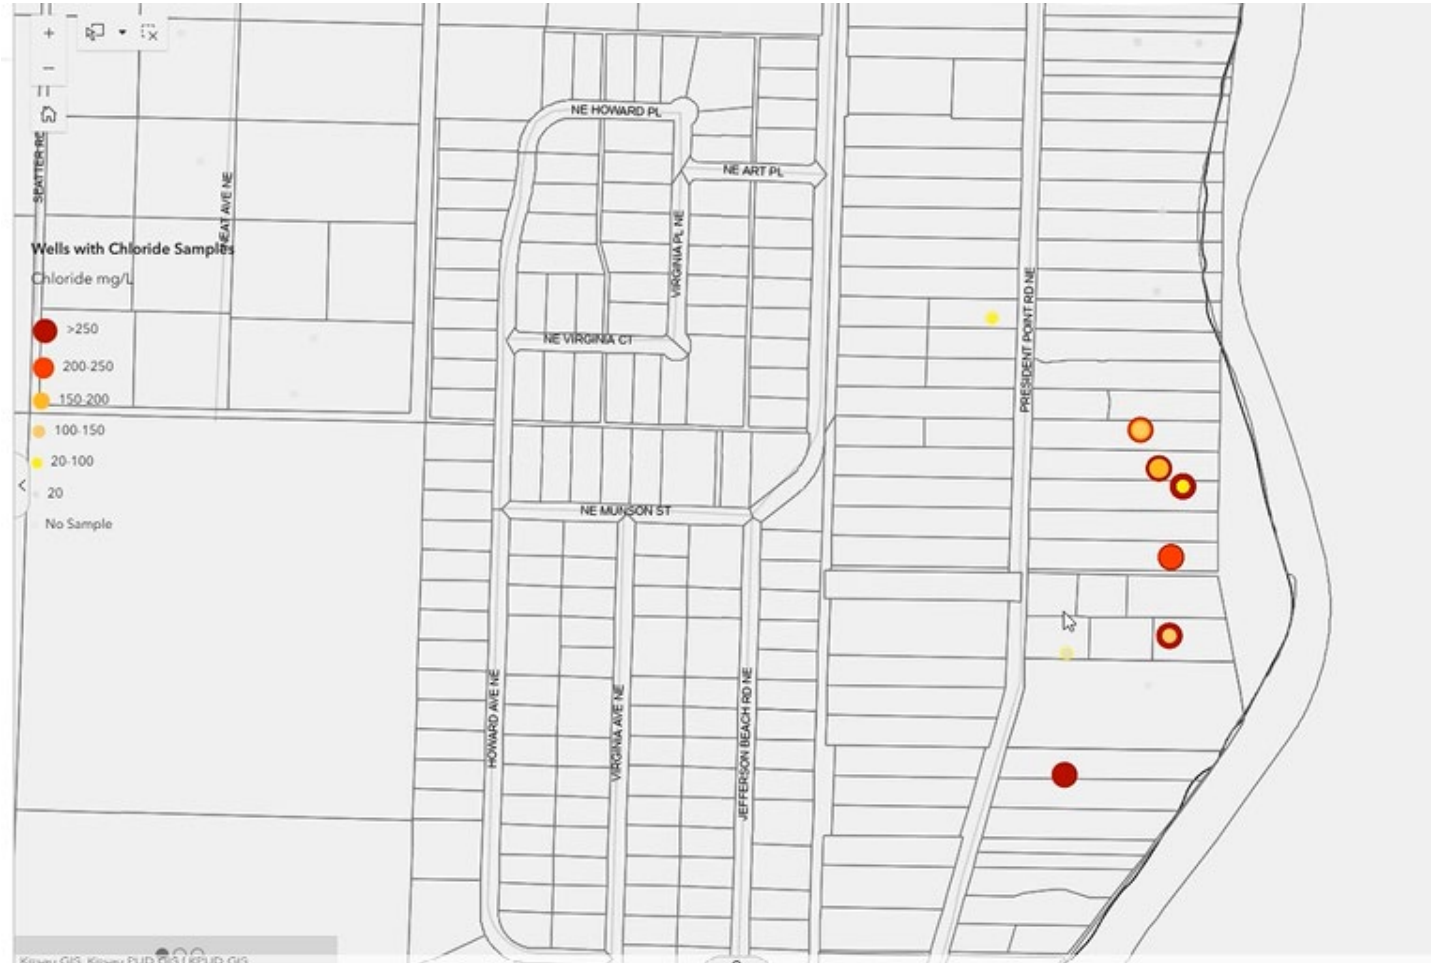 NE HOWARD PL
NE ART PL
SEATTER RD
NEAT AVE NE
VIRGINIA PL NE
Wells with Chloride Samples
Chloride mg/L
PRESIDENT POINT RD NE
>250
NE VIRGINIA CT
200-250
150-200
100-150
20-100
20
NE MUNSON ST
No Sample
HOWARD AVE NE
VIRGINIA AVE NE
JEFFERSON BEACH RD NE